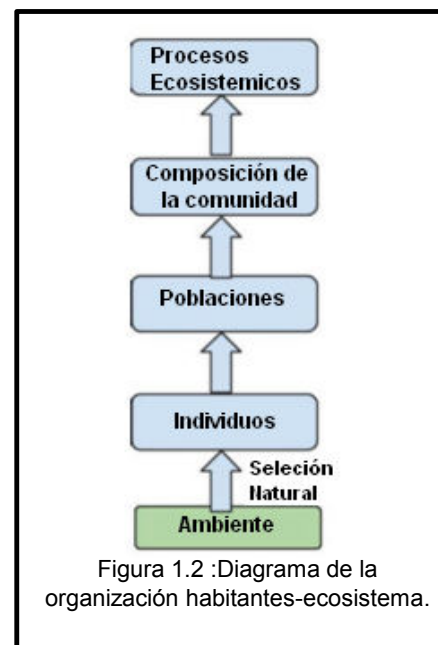 Procesos
Ecosistemicos
Composición de
la comunidad
Poblaciones
Individuos
Seleción
Natural
Ambiente
Figura 1.2 :Diagrama de la
organización habitantes-ecosistema.